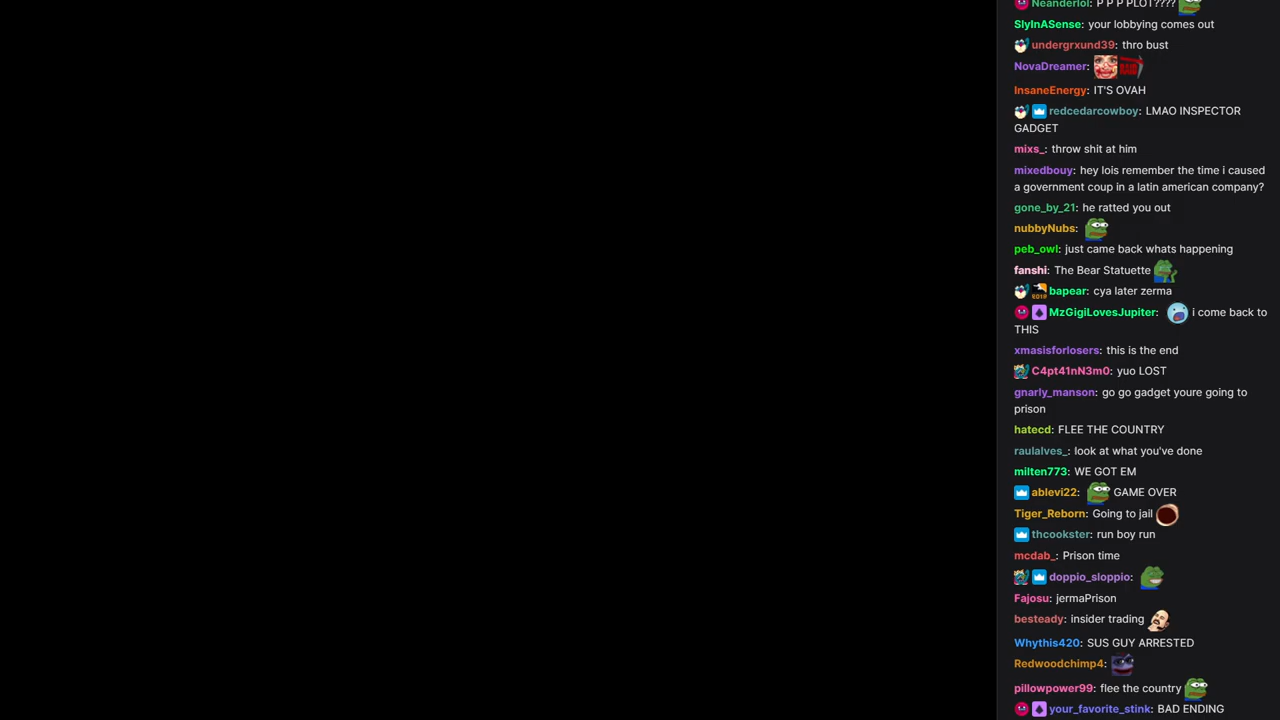 Neanderlol: P P P PLOT????
SlyInASense: your lobbying comes out
undergrxund39: thro bust
NovaDreamer:
InsaneEnergy: IT'S OVAH
redcedarcowboy: LMAO INSPECTOR
GADGET
mixs_: throw shit at him
mixedbouy: hey lois remember the time i caused
a government coup in a latin american company?
gone_by_21: he ratted you out
nubbyNubs:
peb_owl: just came back whats happening
fanshi: The Bear Statuette
bapear: cya later zerma
MzGigiLovesJupiter: i come back to
THIS
xmasisforlosers: this is the end
C4pt41nN3m0: yuo LOST
gnarly_manson: go go gadget youre going to
prison
hatecd: FLEE THE COUNTRY
raulalves_: look at what you've done
milten773: WE GOT EM
ablevi22: GAME OVER
Tiger_Reborn: Going to jail
thcookster: run boy run
mcdab_: Prison time
doppio_sloppio:
Fajosu: jermaPrison
besteady: insider trading
Whythis420: SUS GUY ARRESTED
Redwoodchimp4:
pillowpower99: flee the country
your_favorite_stink: BAD ENDING